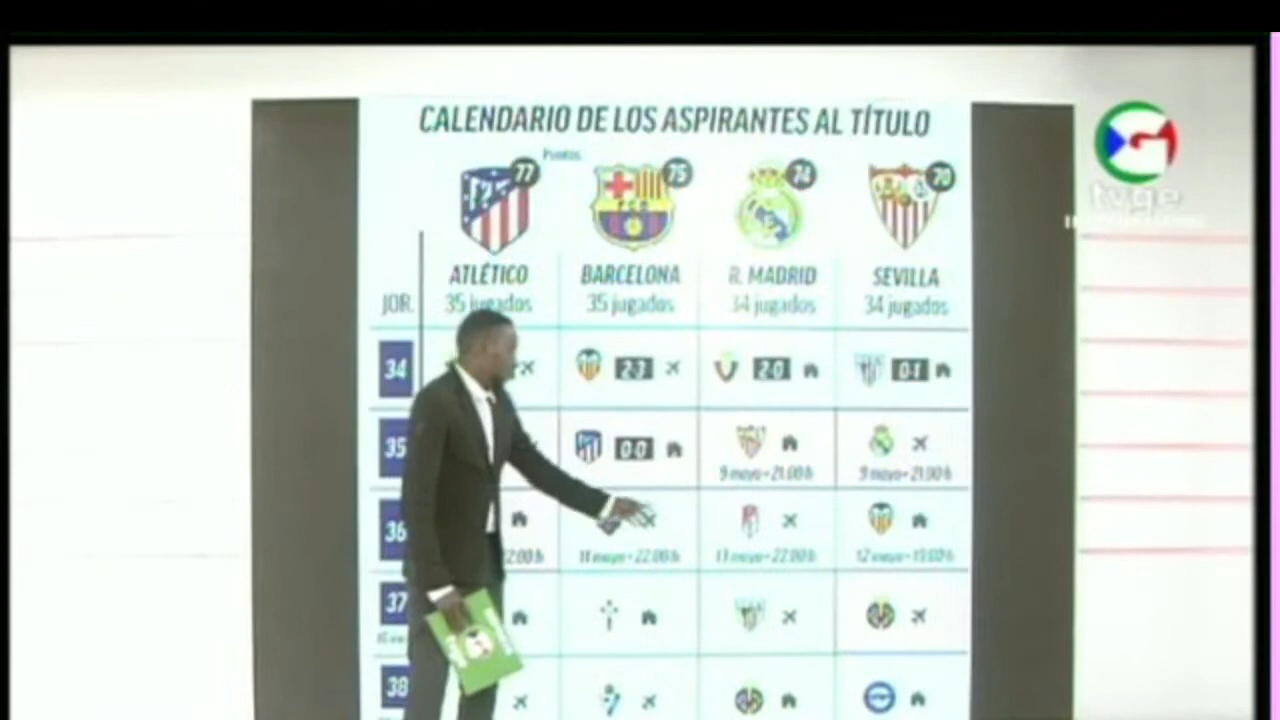 CALENDARIO DE LOS ASPIRANTES AL TÍTULO
Puntos
77 75 74 70
ATLÉTICO BARCELONA R. MADRID SEVILLA
JOR. 35 jugados 35 jugados 34 jugados 34 jugados
34 2-3 2-0 0-1
35 0-0
9 mayo - 21.00 h 9 mayo - 21.00 h
36
11 mayo - 22.00 h 13 mayo - 22.00 h 12 mayo - 19.00 h
37
38
tvge